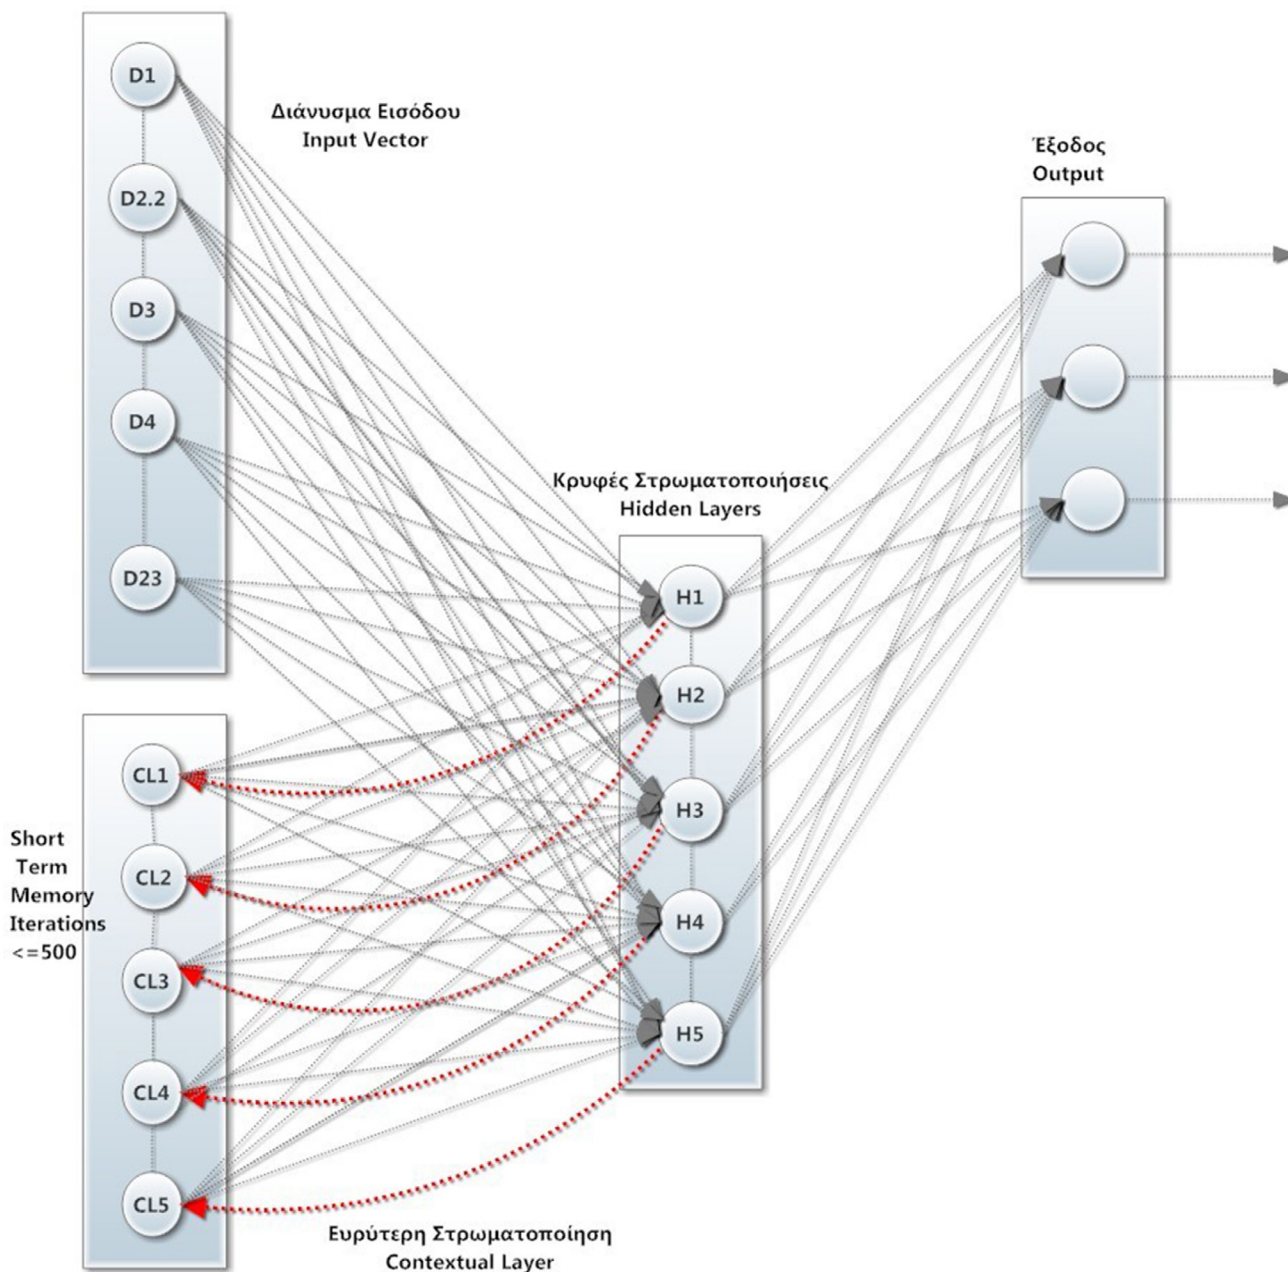 D1
D2.2
D3
D4
D23
Διάνυσμα Εισόδου
Input Vector
Έξοδος
Output
Κρυφές Στρωματοποιήσεις
Hidden Layers
H1
H2
H3
H4
H5
CL1
CL2
CL3
CL4
CL5
Short
Term
Memory
Iterations
<=500
Ευρύτερη Στρωματοποίηση
Contextual Layer